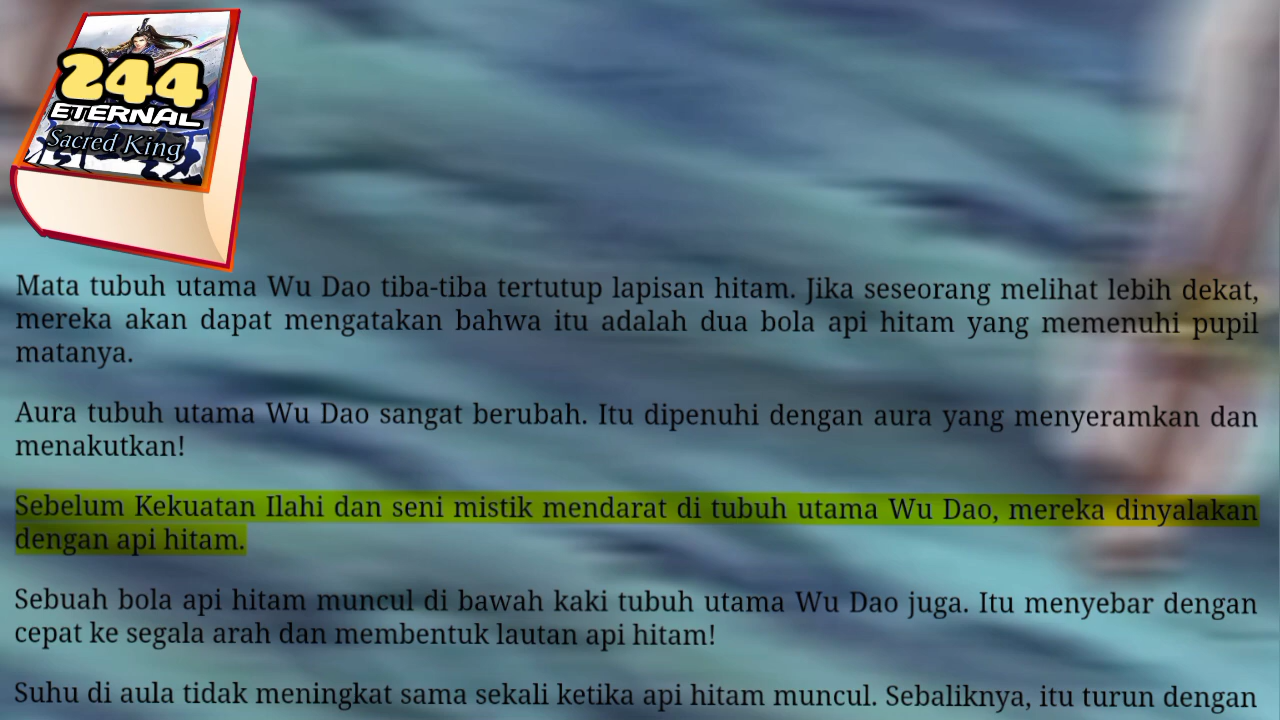 244
ETERNAL
Sacred King
Mata tubuh utama Wu Dao tiba-tiba tertutup lapisan hitam. Jika seseorang melihat lebih dekat,
mereka akan dapat mengatakan bahwa itu adalah dua bola api hitam yang memenuhi pupil
matanya.
Aura tubuh utama Wu Dao sangat berubah. Itu dipenuhi dengan aura yang menyeramkan dan
menakutkan!
Sebelum Kekuatan Ilahi dan seni mistik mendarat di tubuh utama Wu Dao, mereka dinyalakan
dengan api hitam.
Sebuah bola api hitam muncul di bawah kaki tubuh utama Wu Dao juga. Itu menyebar dengan
cepat ke segala arah dan membentuk lautan api hitam!
Suhu di aula tidak meningkat sama sekali ketika api hitam muncul. Sebaliknya, itu turun dengan